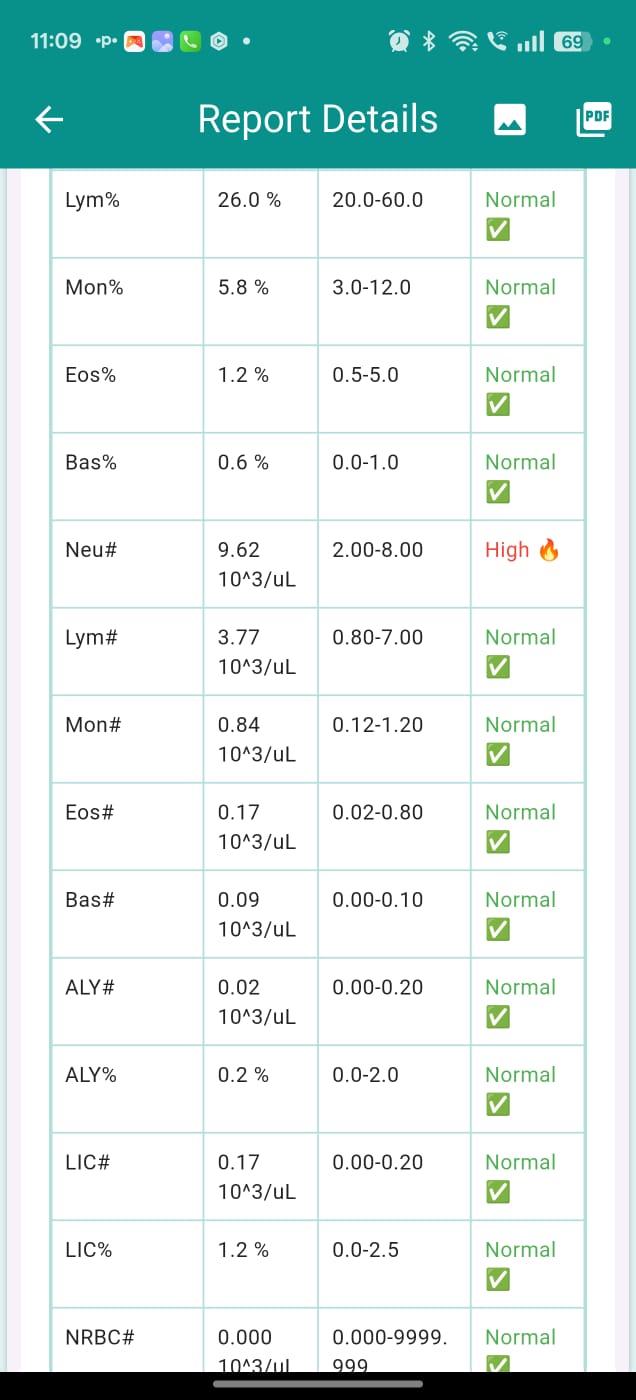 11:09 •P• 69
Report Details PDF
Lym% 26.0 % 20.0-60.0 Normal ✅
Mon% 5.8 % 3.0-12.0 Normal ✅
Eos% 1.2 % 0.5-5.0 Normal ✅
Bas% 0.6 % 0.0-1.0 Normal ✅
Neu# 9.62 2.00-8.00 High 🔥
10^3/uL
Lym# 3.77 0.80-7.00 Normal
10^3/uL ✅
Mon# 0.84 0.12-1.20 Normal
10^3/uL ✅
Eos# 0.17 0.02-0.80 Normal
10^3/uL ✅
Bas# 0.09 0.00-0.10 Normal
10^3/uL ✅
ALY# 0.02 0.00-0.20 Normal
10^3/uL ✅
ALY% 0.2 % 0.0-2.0 Normal ✅
LIC# 0.17 0.00-0.20 Normal
10^3/uL ✅
LIC% 1.2 % 0.0-2.5 Normal ✅
NRBC# 0.000 0.000-9999. Normal
10^3/uL 999 ✅